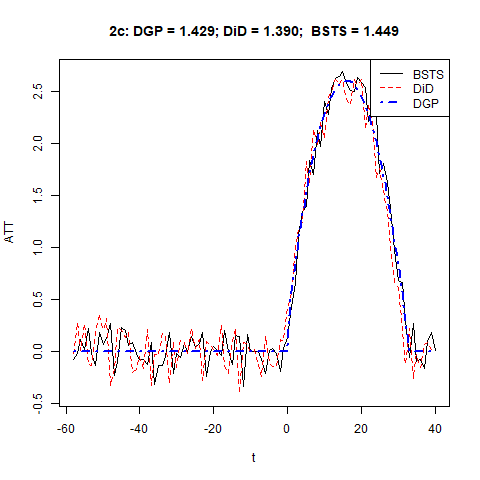 2c: DGP = 1.429; DiD = 1.390;  BSTS = 1.449
BSTS
DiD
DGP
ATT
2.5
2.0
1.5
1.0
0.5
0.0
-0.5
-60
-40
-20
0
20
40
t